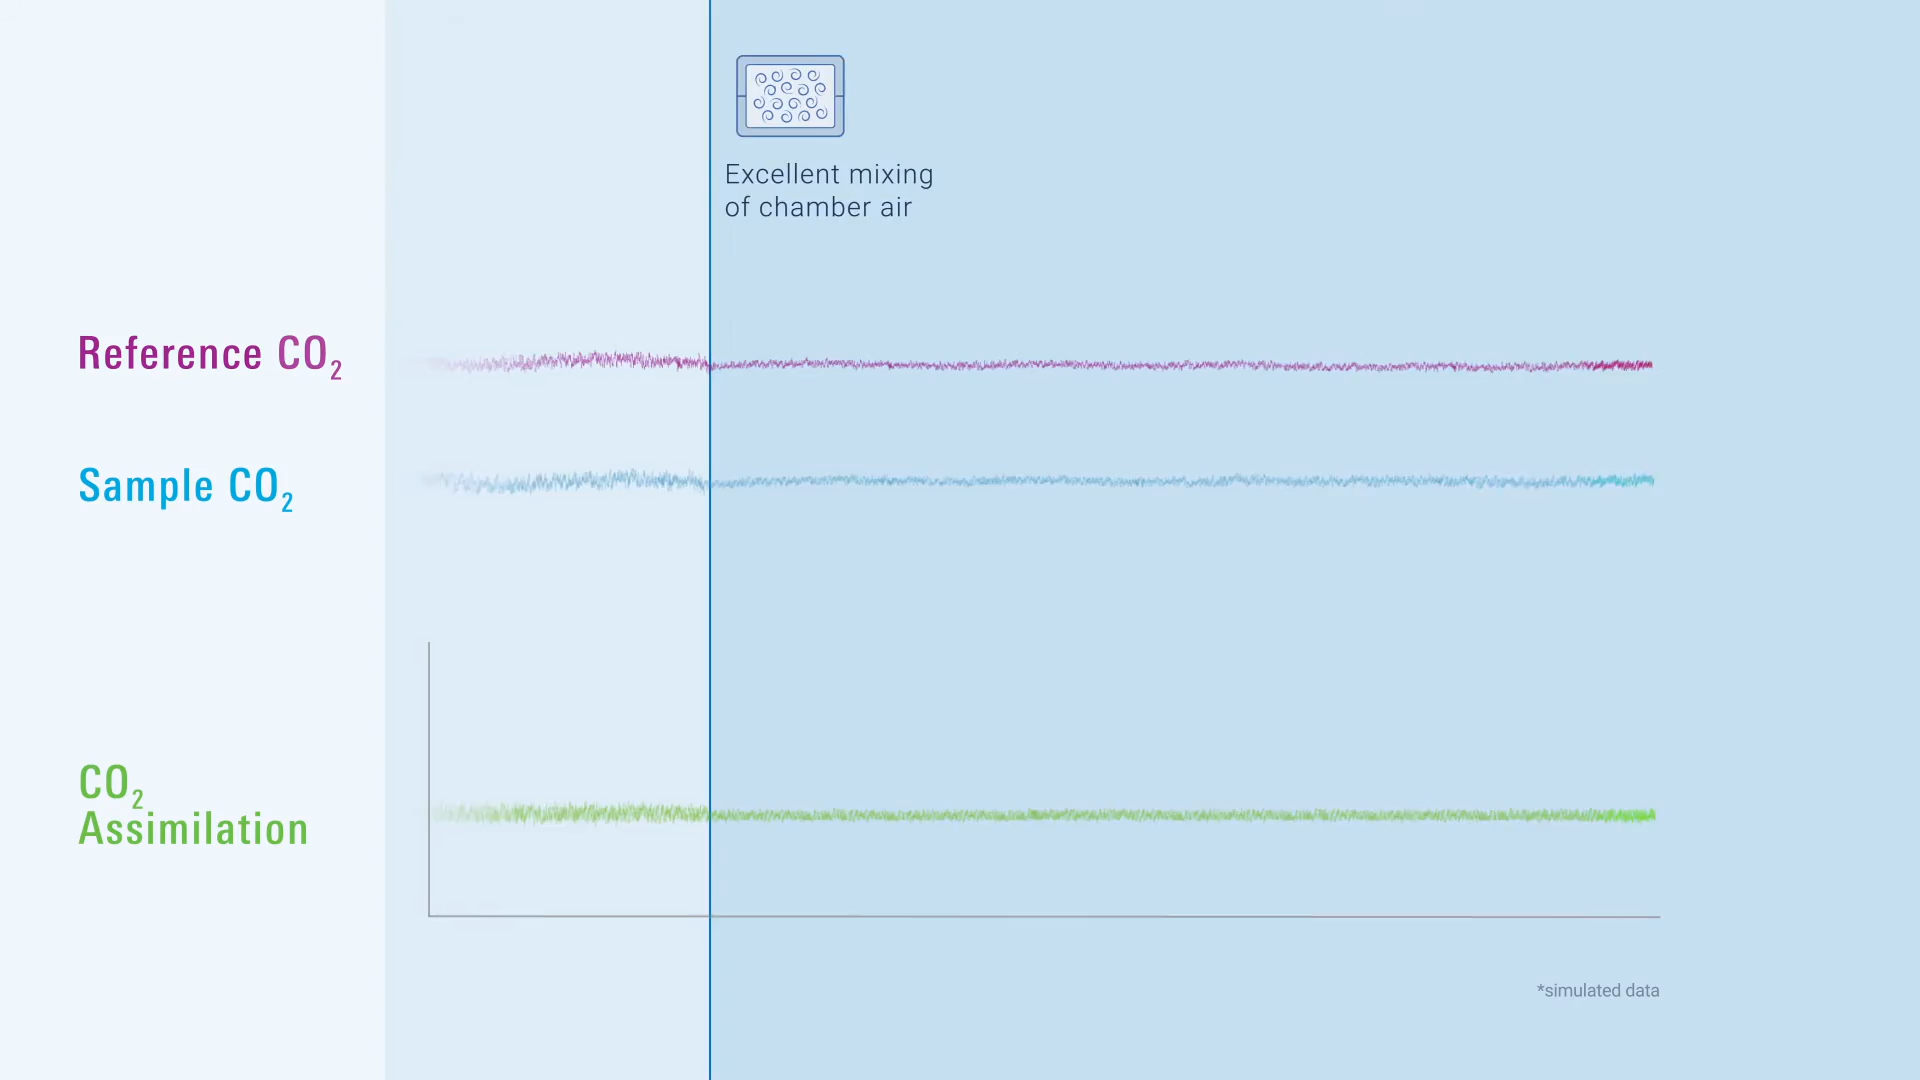 Excellent mixing
of chamber air
Reference CO₂
Sample CO₂
CO₂
Assimilation
*simulated data